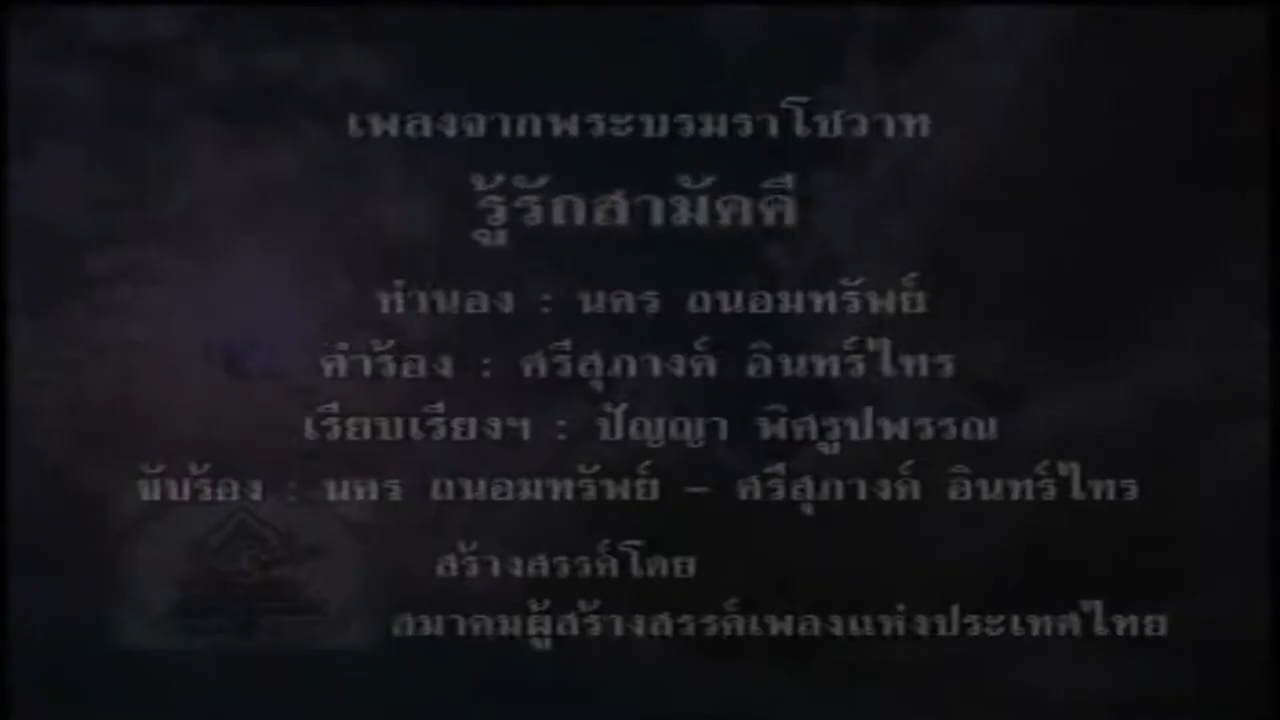 เพลงจากพระบรมราโชวาท
รู้รักสามัคคี
ทำนอง : นคร ถนอมทรัพย์
คำร้อง : ศรีสุภางค์ อินทร์ไทร
เรียบเรียงฯ : ปัญญา พิศรูปพรรณ
ขับร้อง : นคร ถนอมทรัพย์ - ศรีสุภางค์ อินทร์ไทร
สร้างสรรค์โดย
สมาคมผู้สร้างสรรค์เพลงแห่งประเทศไทย